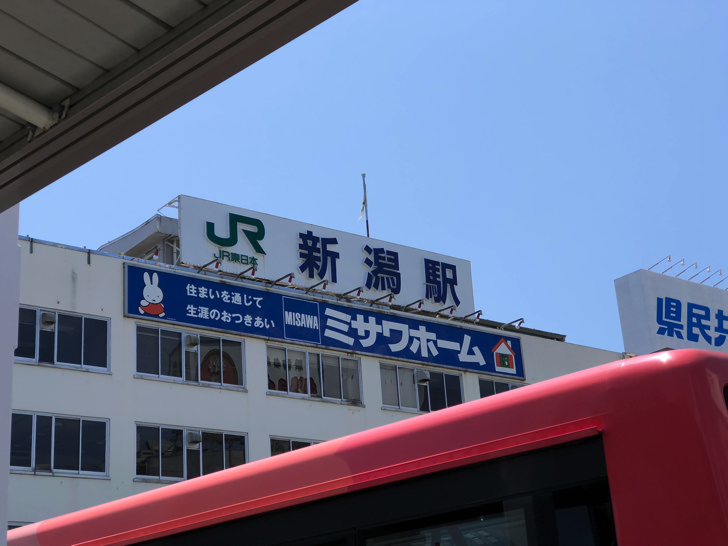 JR
JR東日本
新潟駅
住まいを通じて
生涯のおつきあい
MISAWA
ミサワホーム
県民共